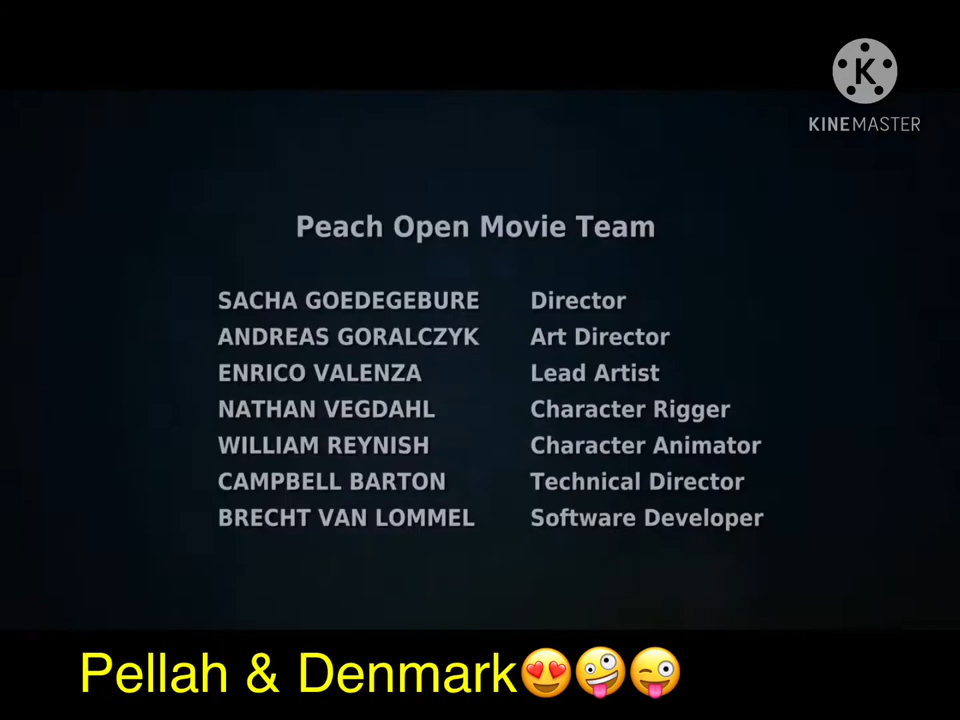 K
KINEMASTER
Peach Open Movie Team
SACHA GOEDEGEBURE Director
ANDREAS GORALCZYK Art Director
ENRICO VALENZA Lead Artist
NATHAN VEGDAHL Character Rigger
WILLIAM REYNISH Character Animator
CAMPBELL BARTON Technical Director
BRECHT VAN LOMMEL Software Developer
Pellah & Denmark😍🤪😜